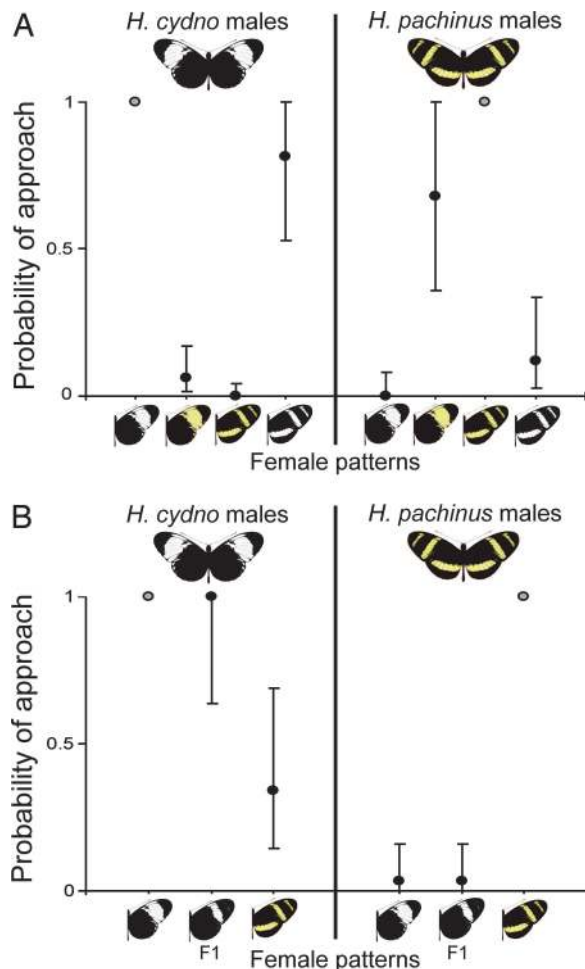 A
H. cydno males
H. pachinus males
Probability of approach
1
0.5
0
Female patterns
B
H. cydno males
H. pachinus males
Probability of approach
1
0.5
0
F1
F1
Female patterns